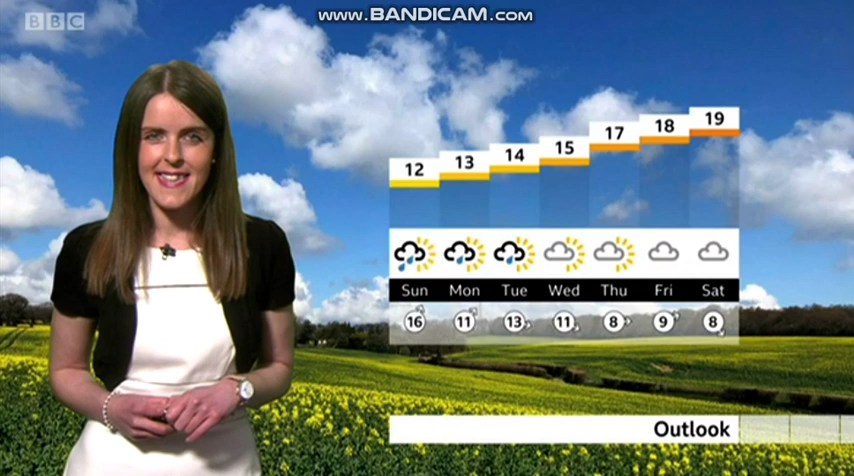 www.BANDICAM.com
BBC
12 13 14 15 17 18 19
Sun Mon Tue Wed Thu Fri Sat
16 11 13 11 8 9 8
Outlook